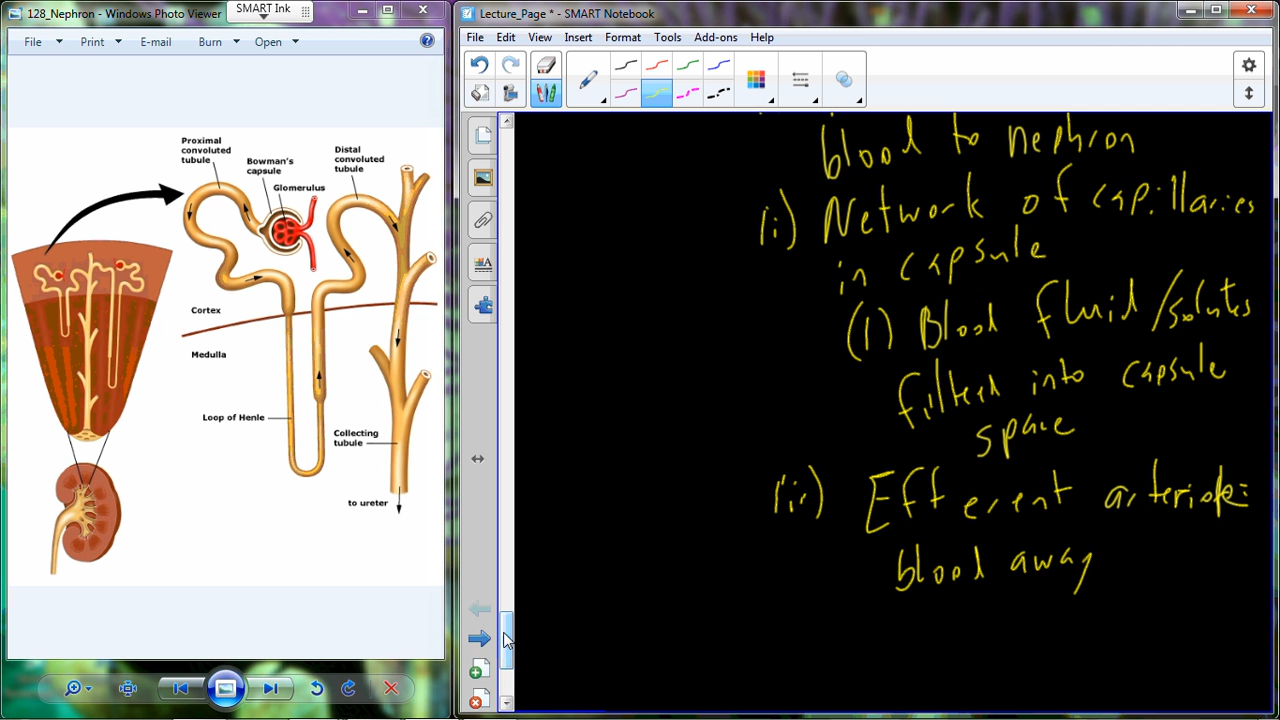 128_Nephron - Windows Photo Viewer
SMART Ink
File Print E-mail Burn Open
Proximal
convoluted
tubule
Bowman's
capsule
Glomerulus
Distal
convoluted
tubule
Cortex
Medulla
Loop of Henle
Collecting
tubule
to ureter
Lecture_Page * - SMART Notebook
File Edit View Insert Format Tools Add-ons Help
blood to nephron
ii) Network of capillaries
in capsule
(1) Blood fluid/solutes
filtered into capsule
space
iii) Efferent arteriole=
blood away